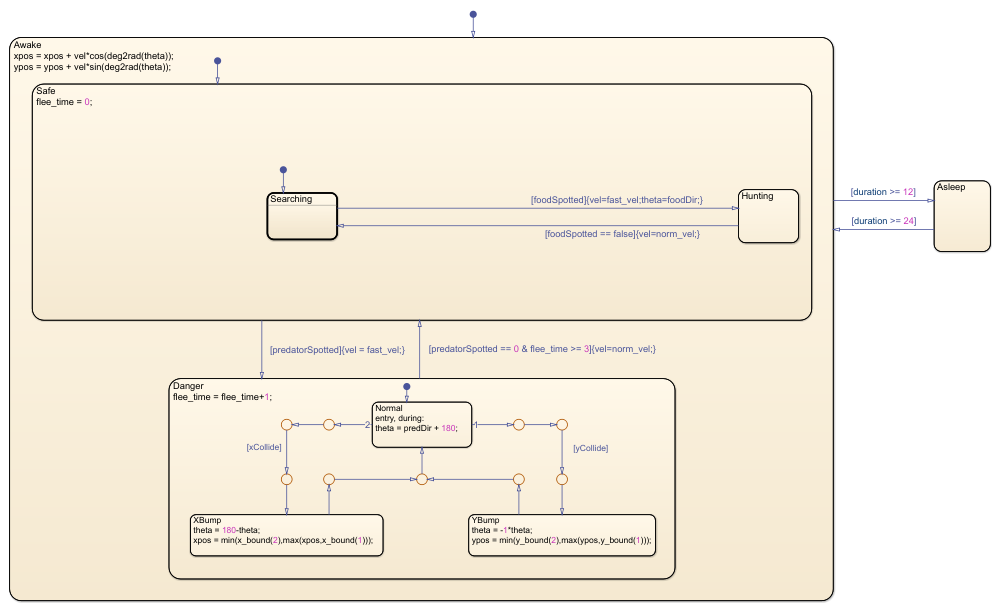 Awake
xpos = xpos + vel*cos(deg2rad(theta));
ypos = ypos + vel*sin(deg2rad(theta));
Safe
flee_time = 0;
Searching
[foodSpotted]{vel=fast_vel;theta=foodDir;}
[foodSpotted == false]{vel=norm_vel;}
Hunting
[duration >= 12]
[duration >= 24]
Asleep
[predatorSpotted]{vel = fast_vel;}
[predatorSpotted == 0 & flee_time >= 3]{vel=norm_vel;}
Danger
flee_time = flee_time+1;
Normal
entry, during:
theta = predDir + 180;
2
1
[xCollide]
[yCollide]
XBump
theta = 180-theta;
xpos = min(x_bound(2),max(xpos,x_bound(1)));
YBump
theta = -1*theta;
ypos = min(y_bound(2),max(ypos,y_bound(1)));